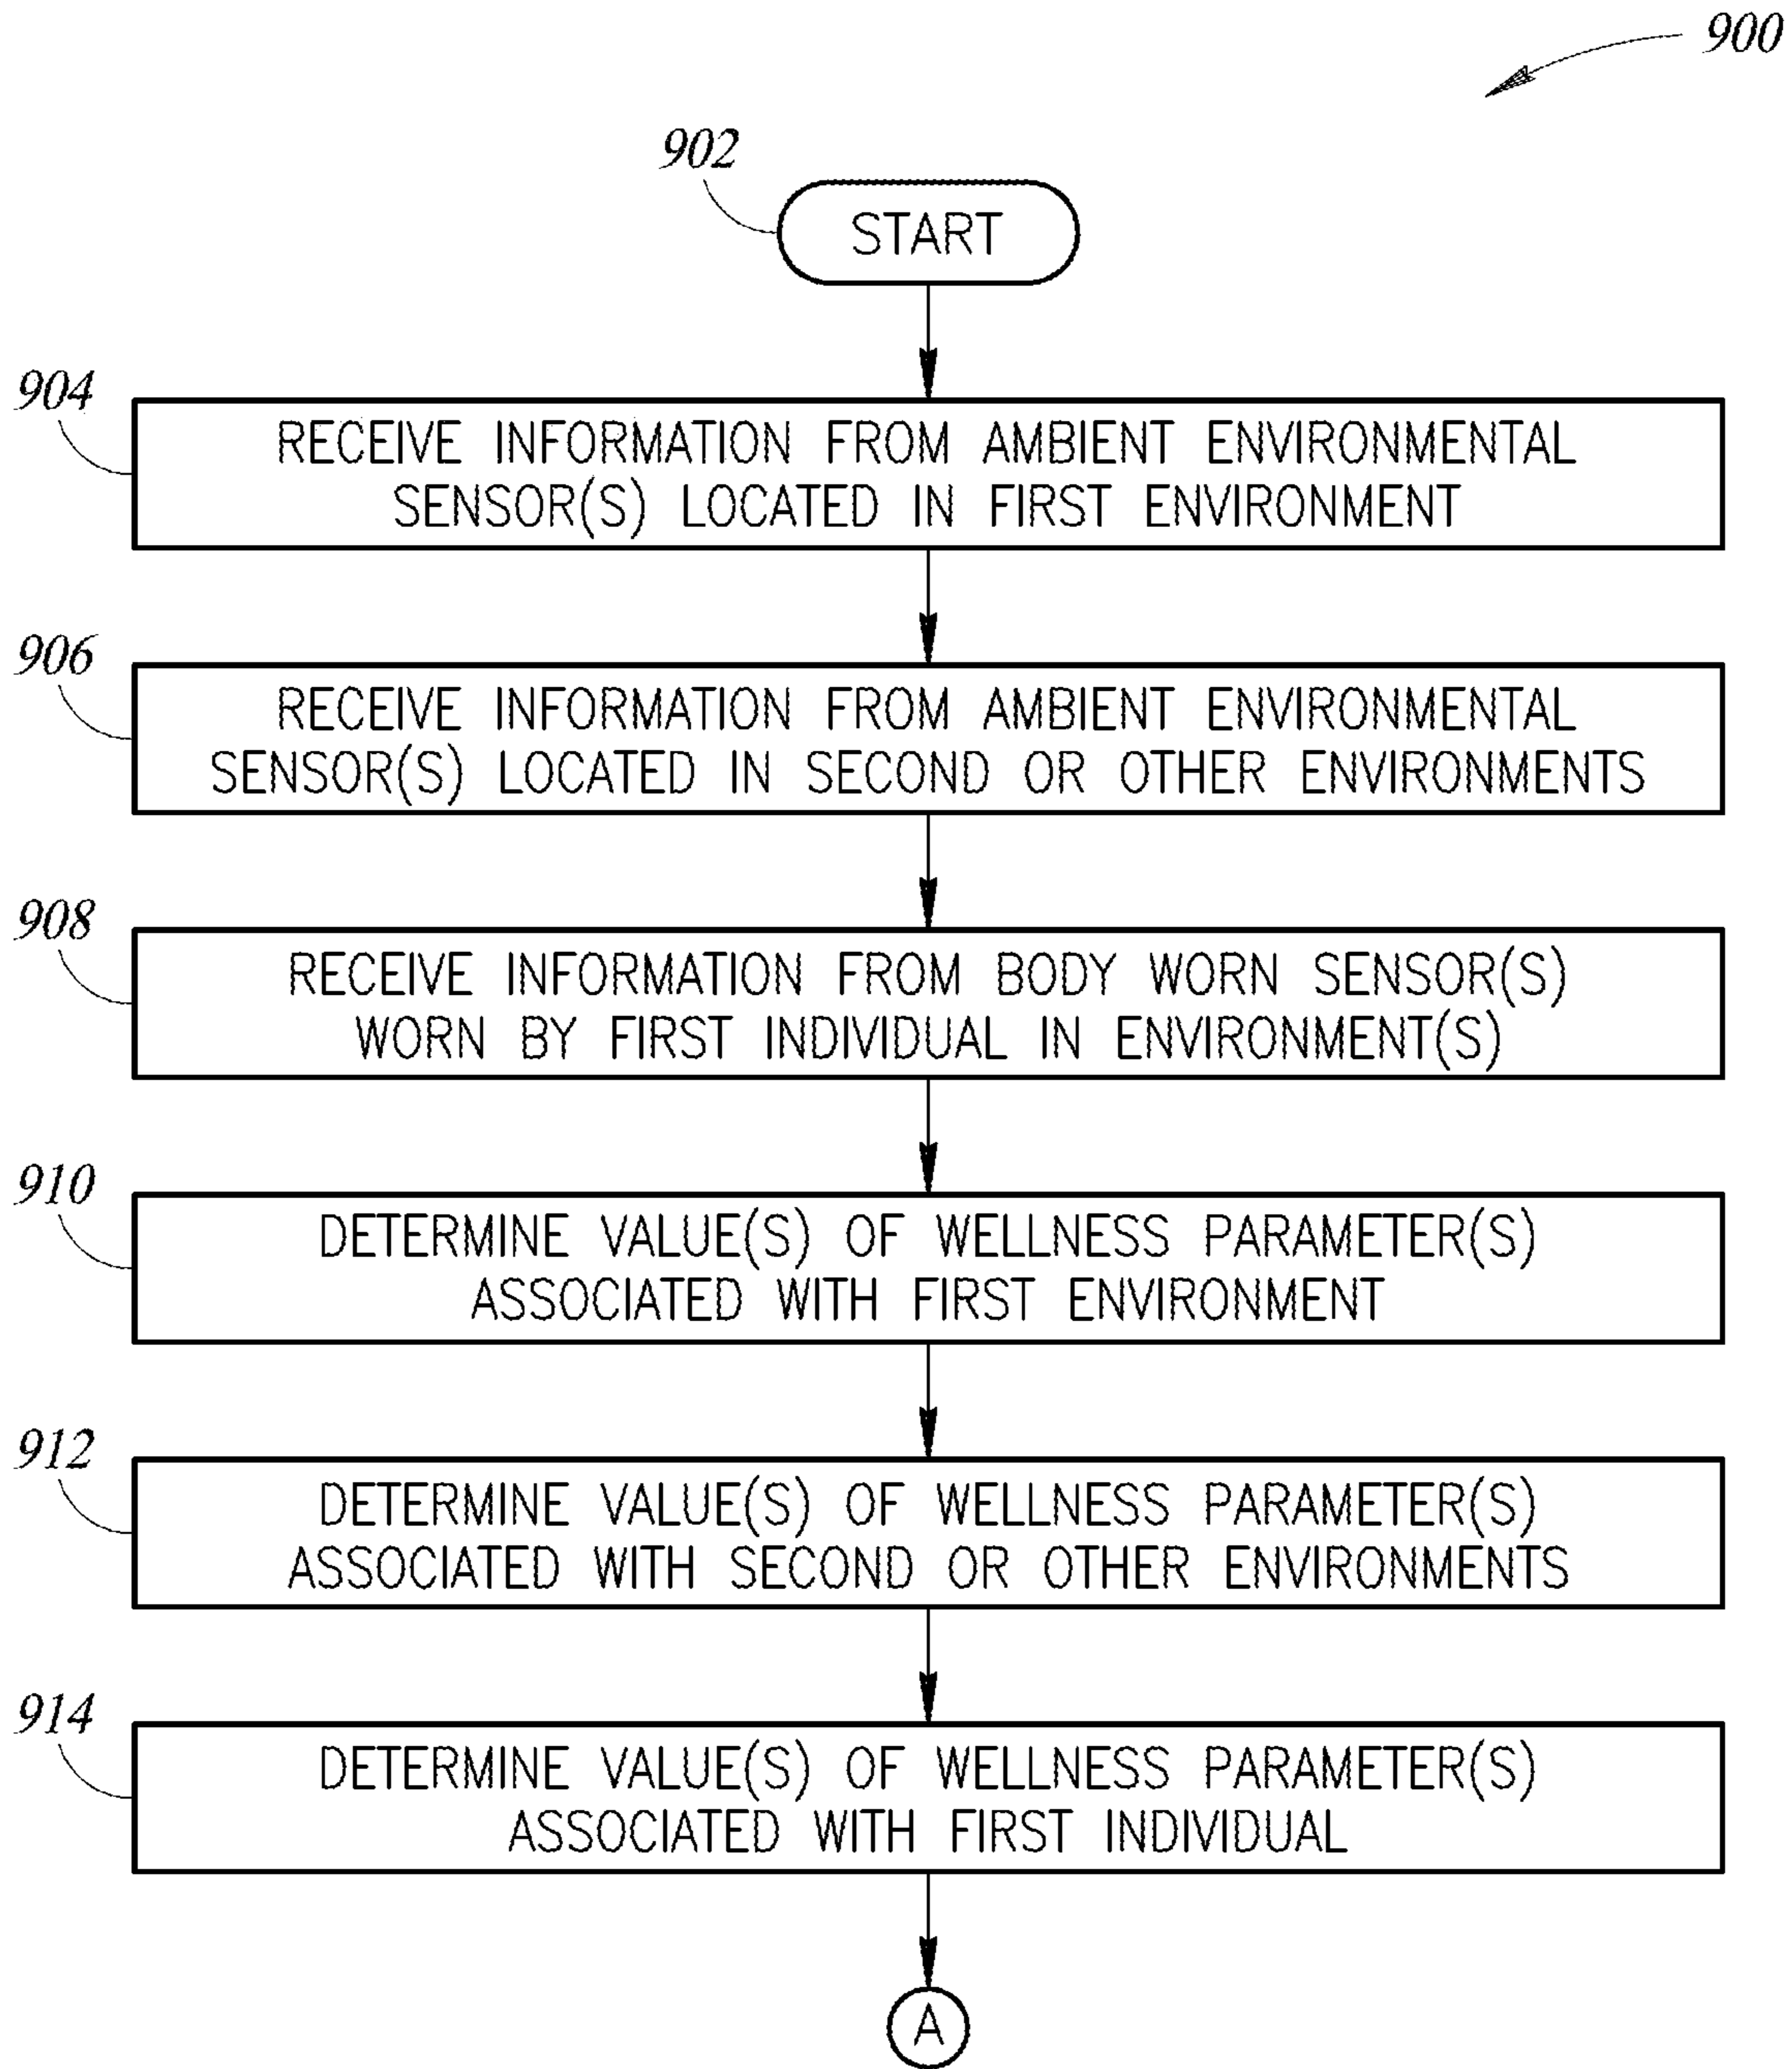 900
902
START
904
RECEIVE INFORMATION FROM AMBIENT ENVIRONMENTAL
SENSOR(S) LOCATED IN FIRST ENVIRONMENT
906
RECEIVE INFORMATION FROM AMBIENT ENVIRONMENTAL
SENSOR(S) LOCATED IN SECOND OR OTHER ENVIRONMENTS
908
RECEIVE INFORMATION FROM BODY WORN SENSOR(S)
WORN BY FIRST INDIVIDUAL IN ENVIRONMENT(S)
910
DETERMINE VALUE(S) OF WELLNESS PARAMETER(S)
ASSOCIATED WITH FIRST ENVIRONMENT
912
DETERMINE VALUE(S) OF WELLNESS PARAMETER(S)
ASSOCIATED WITH SECOND OR OTHER ENVIRONMENTS
914
DETERMINE VALUE(S) OF WELLNESS PARAMETER(S)
ASSOCIATED WITH FIRST INDIVIDUAL
A